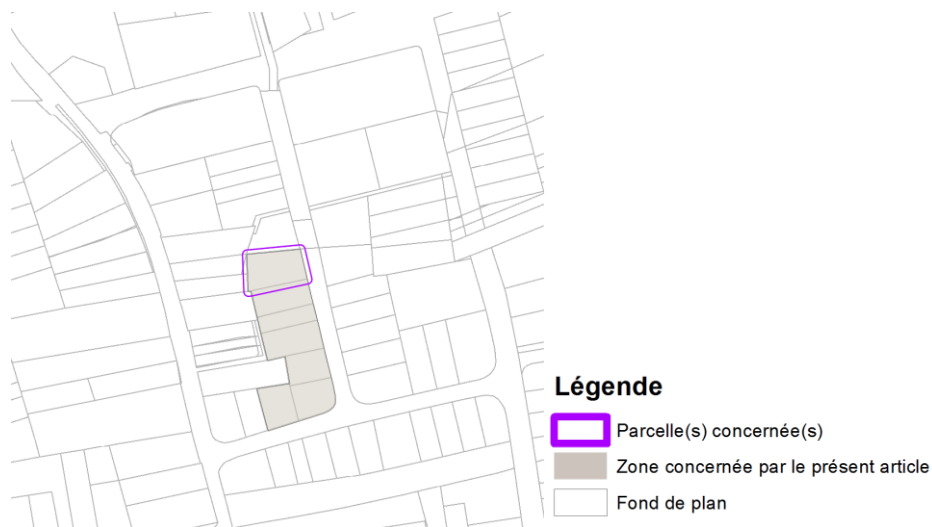 Légende
Parcelle(s) concernée(s)
Zone concernée par le présent article
Fond de plan